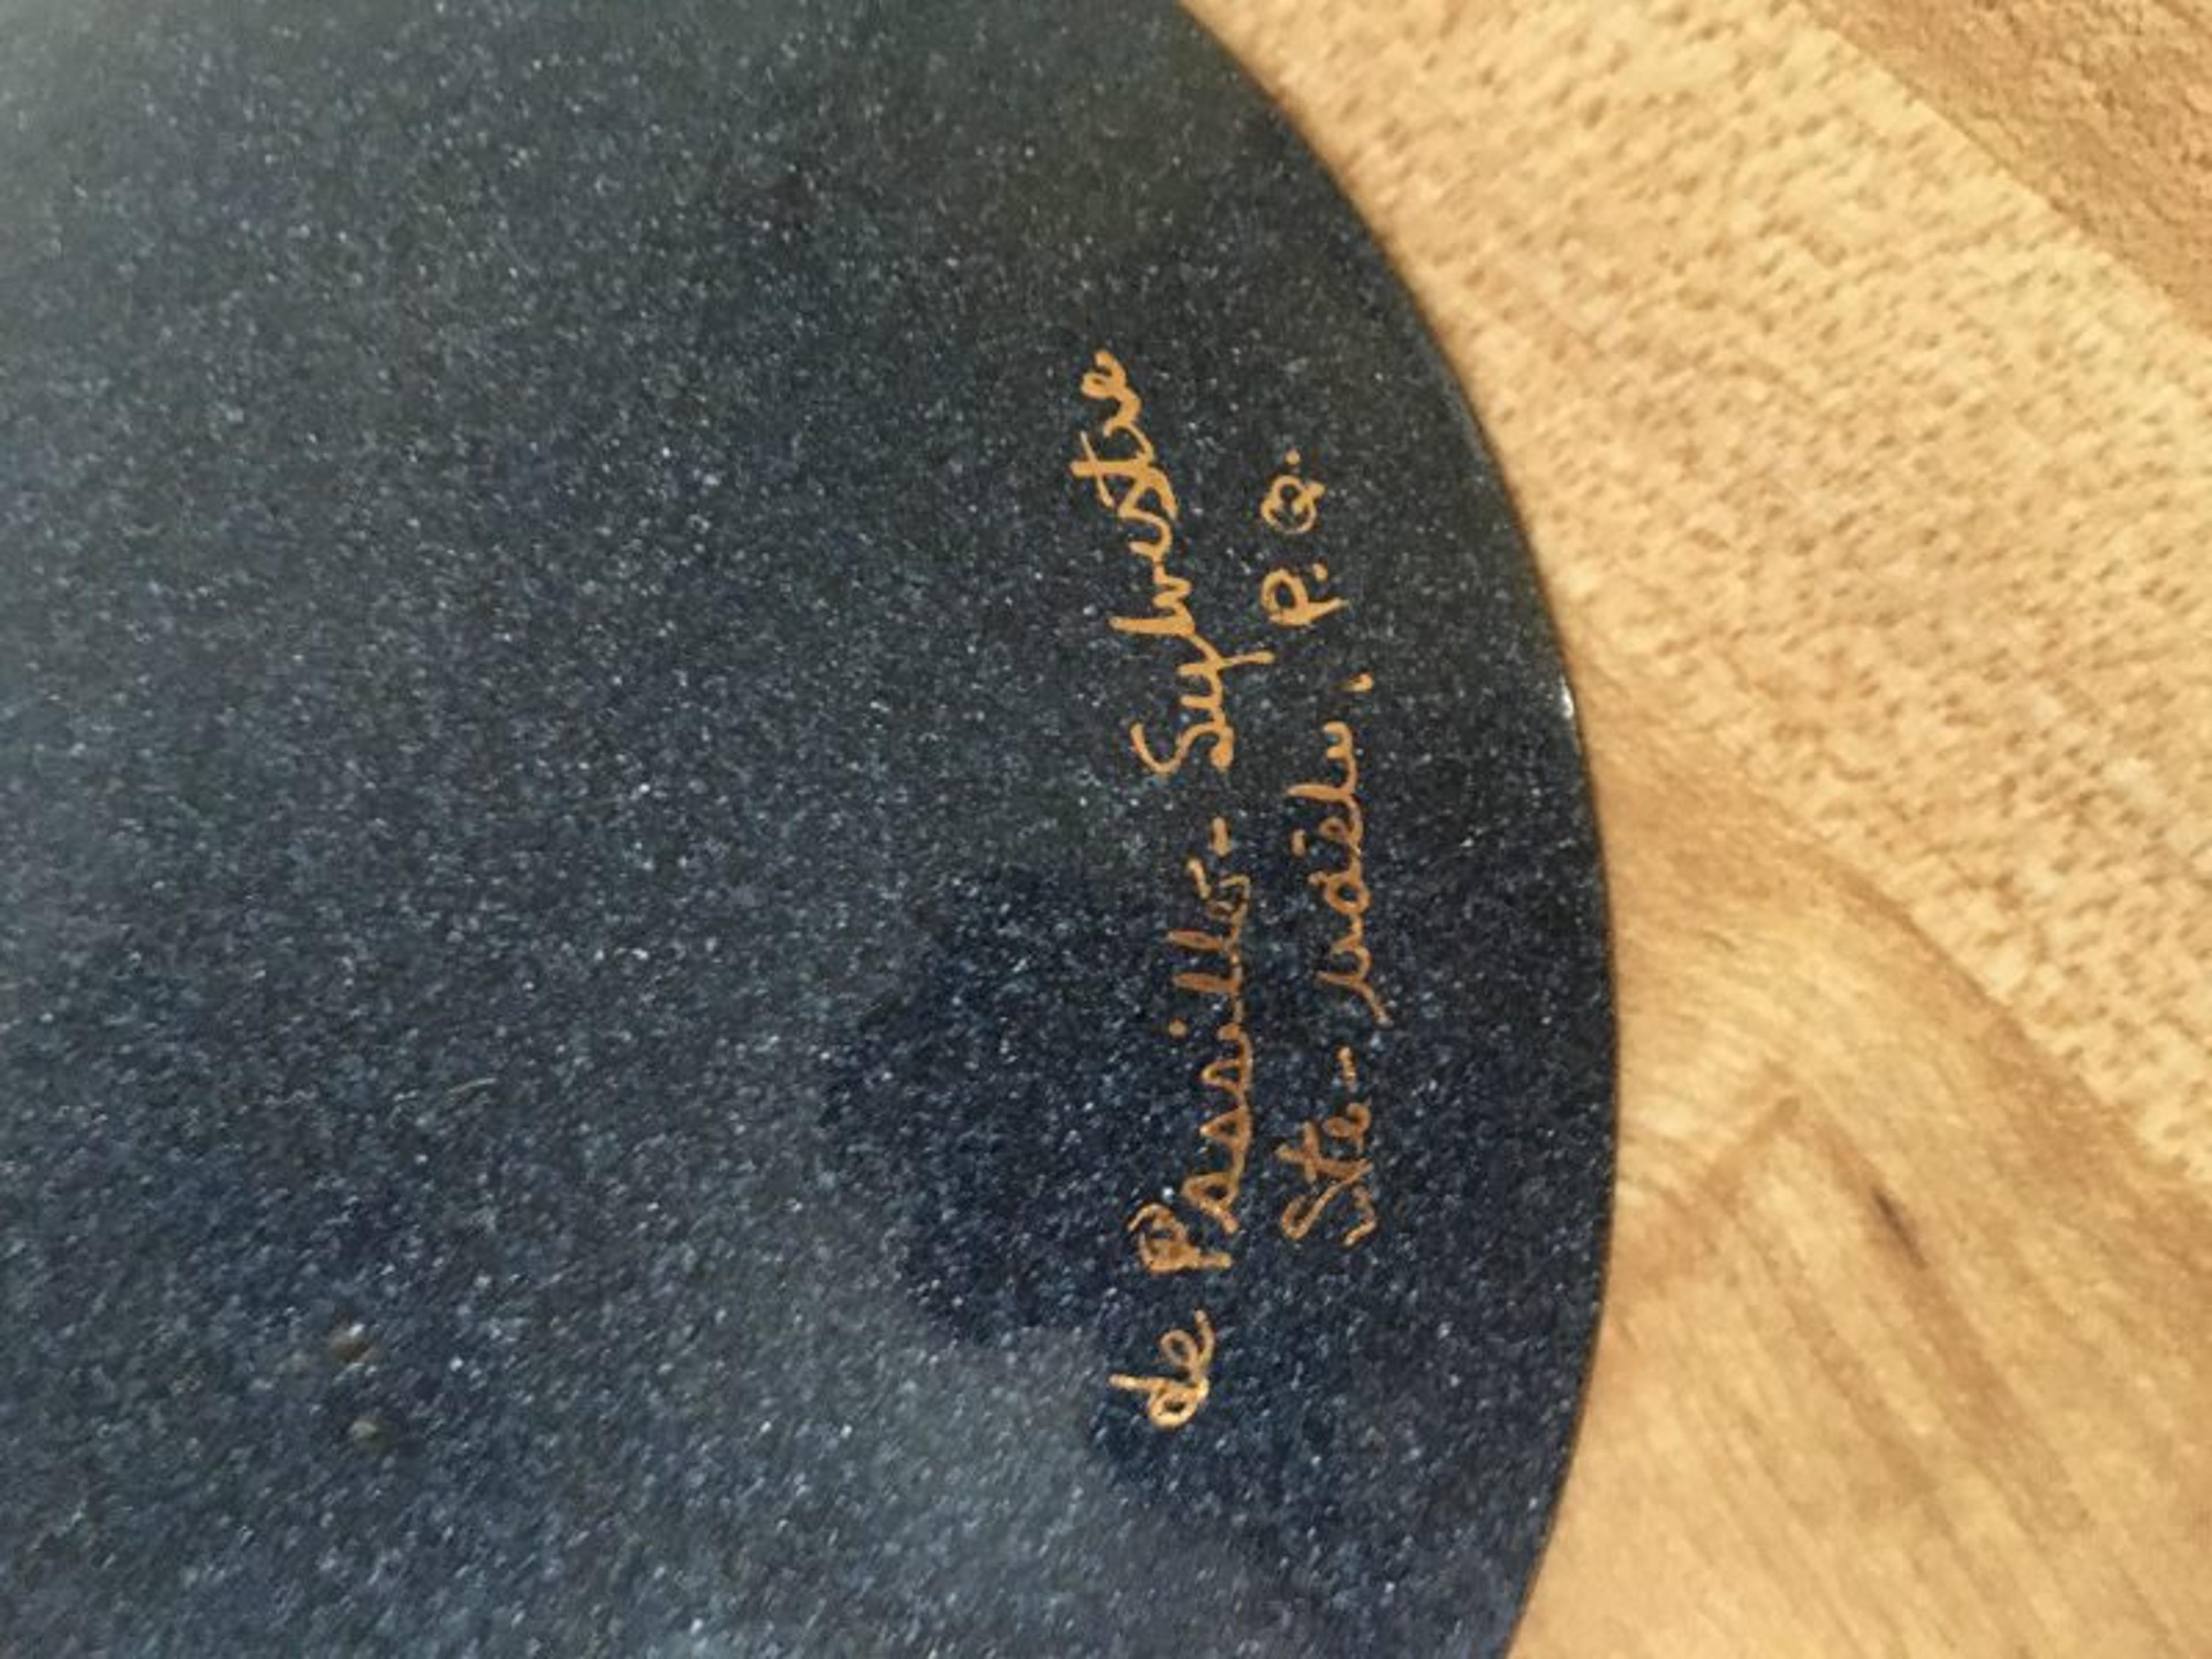 de Passillé-Sylvestre
Ste-Adèle, P.Q.